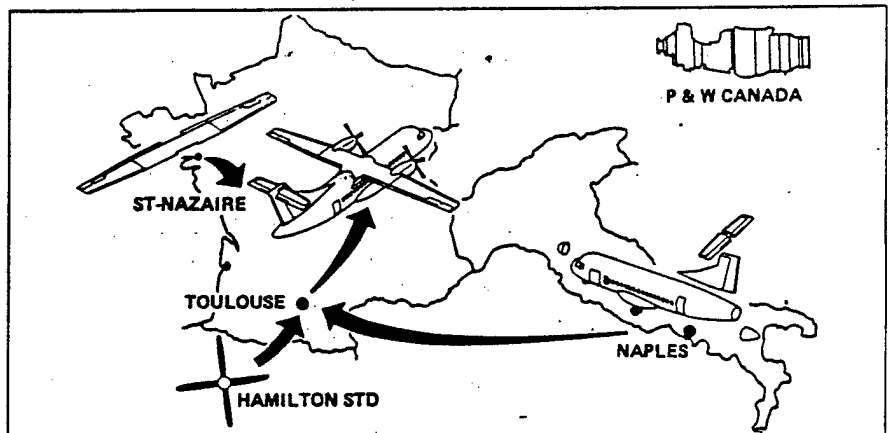 P & W CANADA
ST-NAZAIRE
TOULOUSE
NAPLES
HAMILTON STD